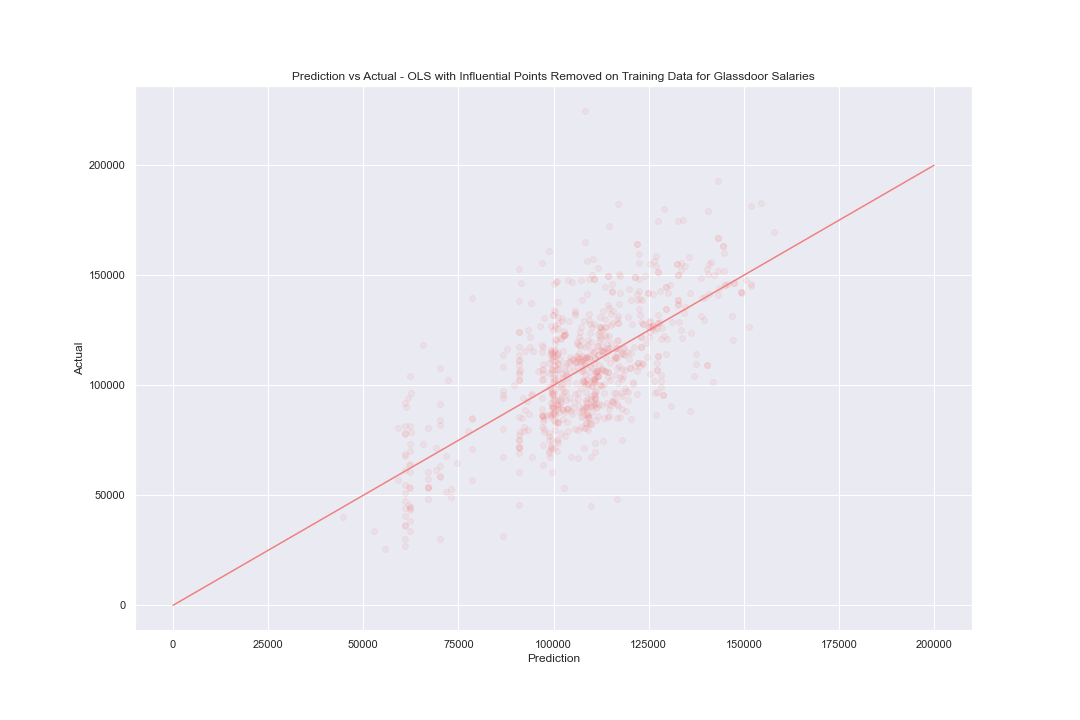 Prediction vs Actual - OLS with Influential Points Removed on Training Data for Glassdoor Salaries
200000
150000
100000
50000
0
Actual
0 25000 50000 75000 100000 125000 150000 175000 200000
Prediction